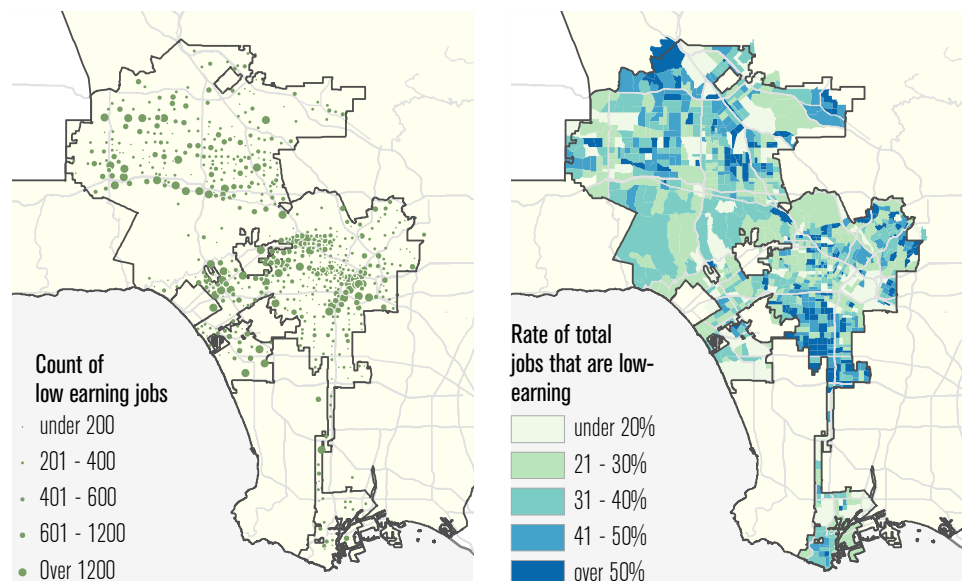 Count of
low earning jobs
under 200
201 - 400
401 - 600
601 - 1200
Over 1200
Rate of total
jobs that are low-
earning
under 20%
21 - 30%
31 - 40%
41 - 50%
over 50%